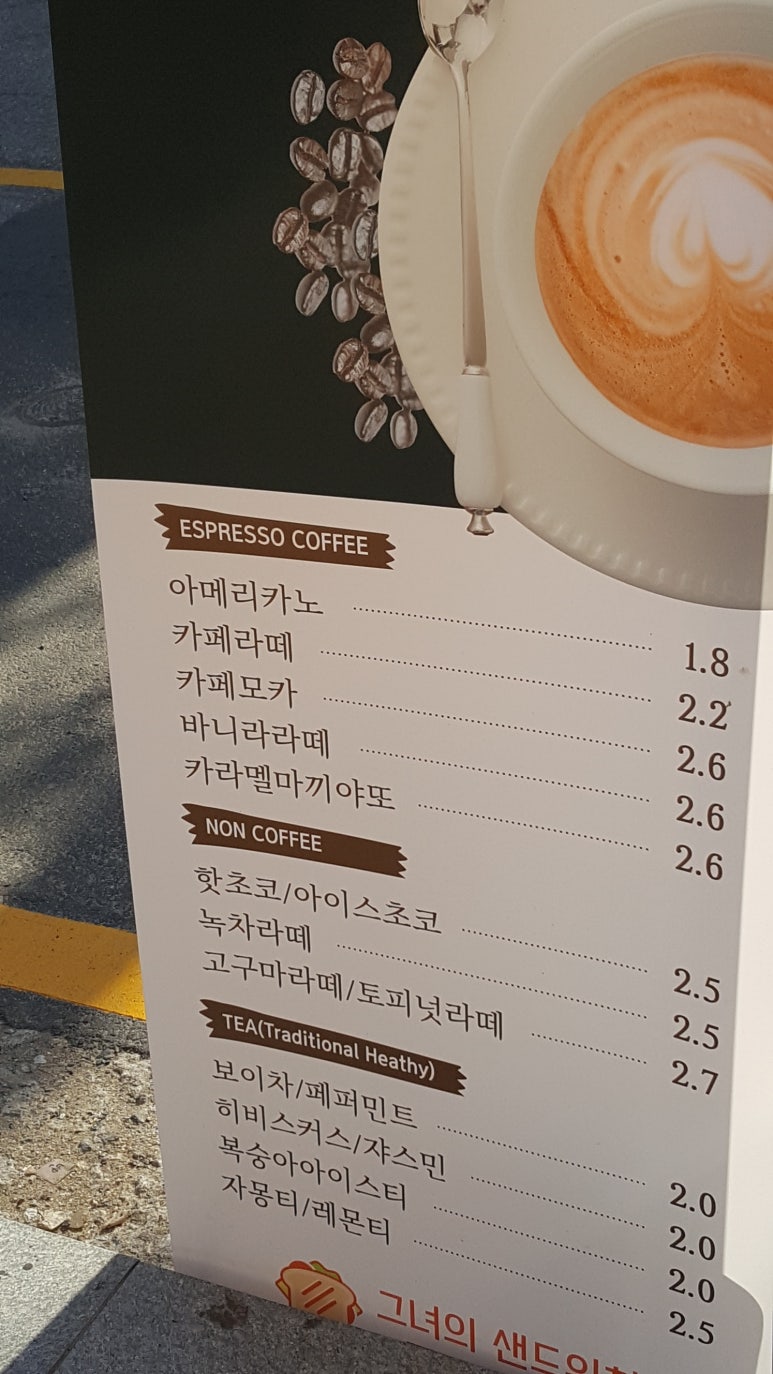 ESPRESSO COFFEE
아메리카노 1.8
카페라떼 2.2
카페모카 2.6
바니라라떼 2.6
카라멜마끼야또 2.6
NON COFFEE
핫초코/아이스초코 2.5
녹차라떼 2.5
고구마라떼/토피넛라떼 2.7
TEA(Traditional Heathy)
보이차/페퍼민트 2.0
히비스커스/쟈스민 2.0
복숭아아이스티 2.0
자몽티/레몬티 2.5
그녀의